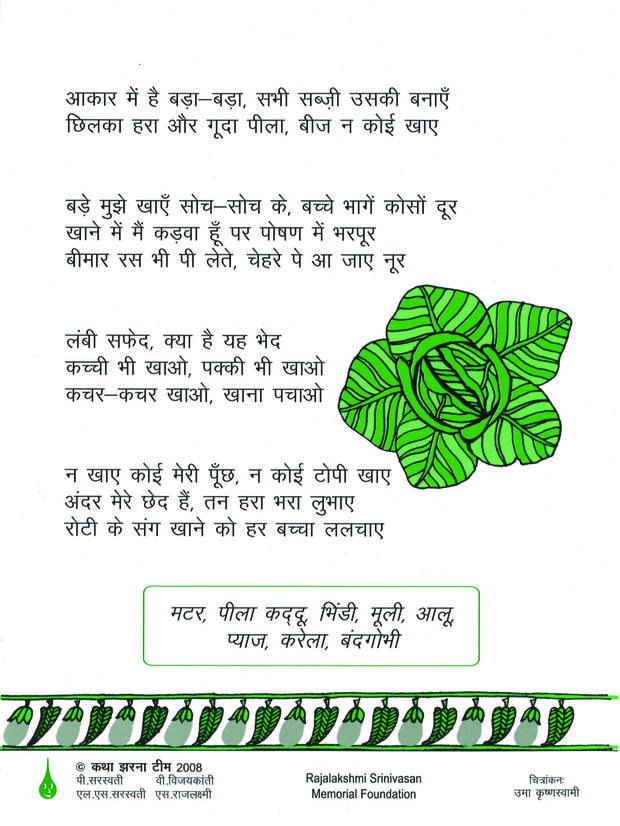 आकार में है बड़ा–बड़ा, सभी सब्ज़ी उसकी बनाएँ
छिलका हरा और गूदा पीला, बीज न कोई खाए
बड़े मुझे खाएँ सोच–सोच के, बच्चे भागें कोसों दूर
खाने में मैं कड़वा हूँ पर पोषण में भरपूर
बीमार रस भी पी लेते, चेहरे पे आ जाए नूर
लंबी सफेद, क्या है यह भेद
कच्ची भी खाओ, पक्की भी खाओ
कचर–कचर खाओ, खाना पचाओ
न खाए कोई मेरी पूँछ, न कोई टोपी खाए
अंदर मेरे छेद हैं, तन हरा भरा लुभाए
रोटी के संग खाने को हर बच्चा ललचाए
मटर, पीला कद्दू, भिंडी, मूली, आलू,
प्याज, करेला, बंदगोभी
© कथा झरना टीम 2008
पी.सरस्वती वी.विजयकांती
एल.एस.सरस्वती एस.राजलक्ष्मी
Rajalakshmi Srinivasan
Memorial Foundation
चित्रांकनः
उमा कृष्णस्वामी